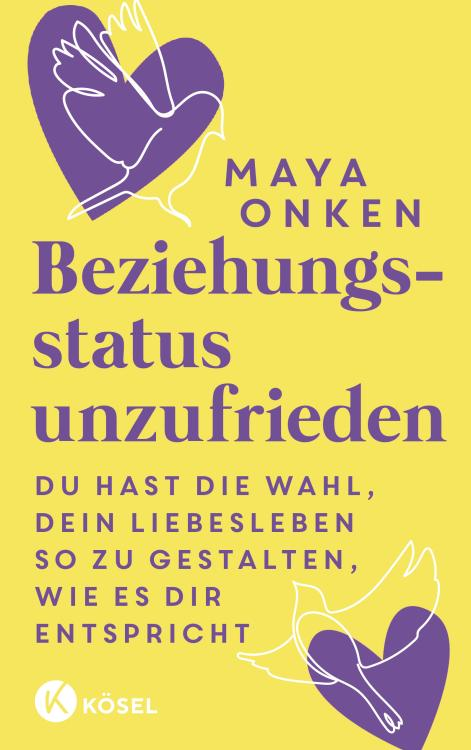 MAYA
ONKEN
Beziehungs-
status
unzufrieden
DU HAST DIE WAHL,
DEIN LIEBESLEBEN
SO ZU GESTALTEN,
WIE ES DIR
ENTSPRICHT
K KÖSEL